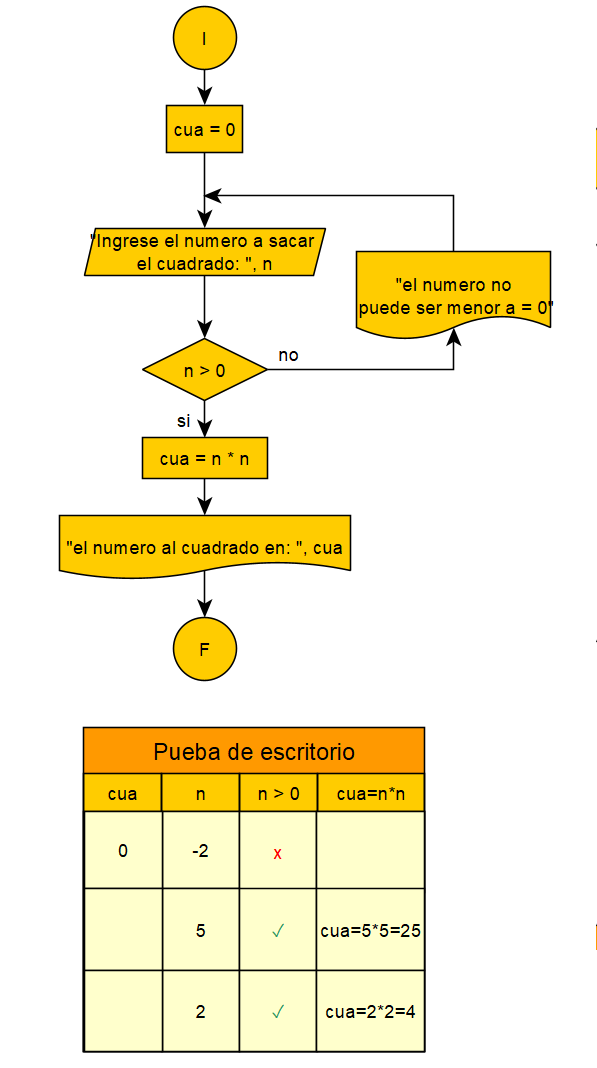 I
cua = 0
"Ingrese el numero a sacar
el cuadrado: ", n
"el numero no
puede ser menor a = 0"
n > 0
no
si
cua = n * n
"el numero al cuadrado en: ", cua
F
Pueba de escritorio
cua n n > 0 cua=n*n
0 -2 x
5 ✓ cua=5*5=25
2 ✓ cua=2*2=4